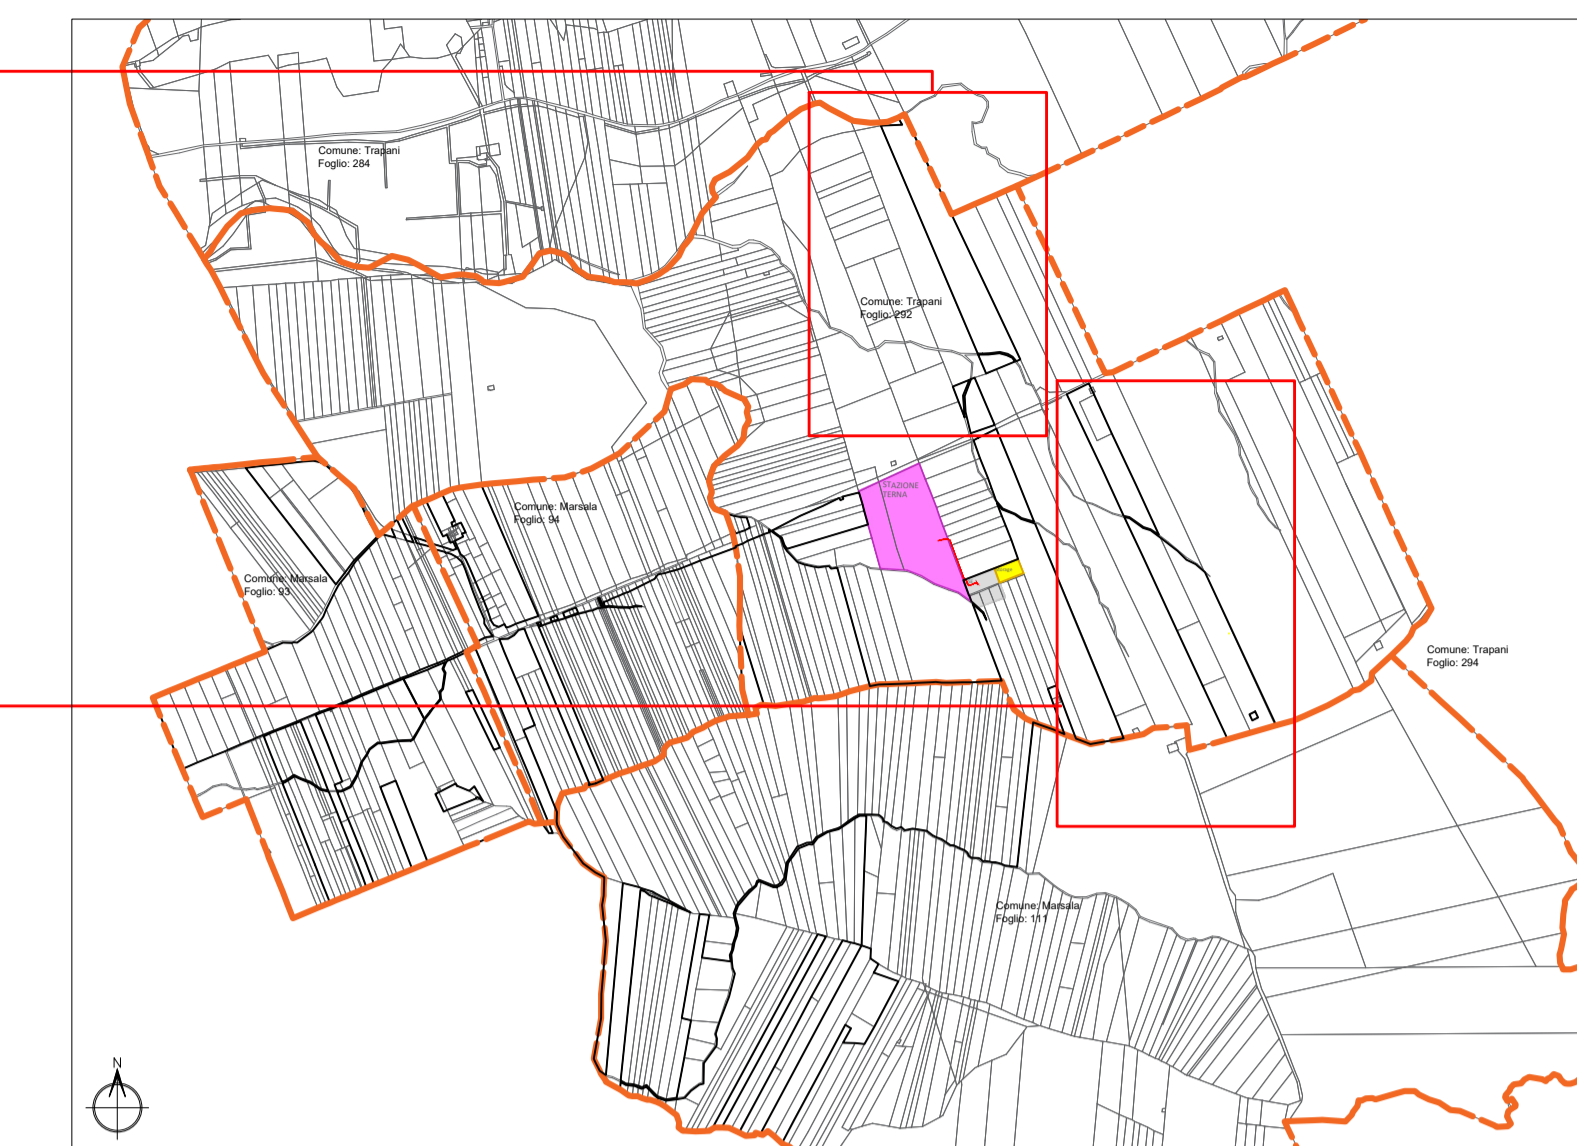 Comune: Trapani
Foglio: 284
Comune: Trapani
Foglio: 292
STAZIONE
TERNA
Comune: Marsala
Foglio: 94
Comune: Marsala
Foglio: 93
Comune: Trapani
Foglio: 294
Comune: Marsala
Foglio: 111
N